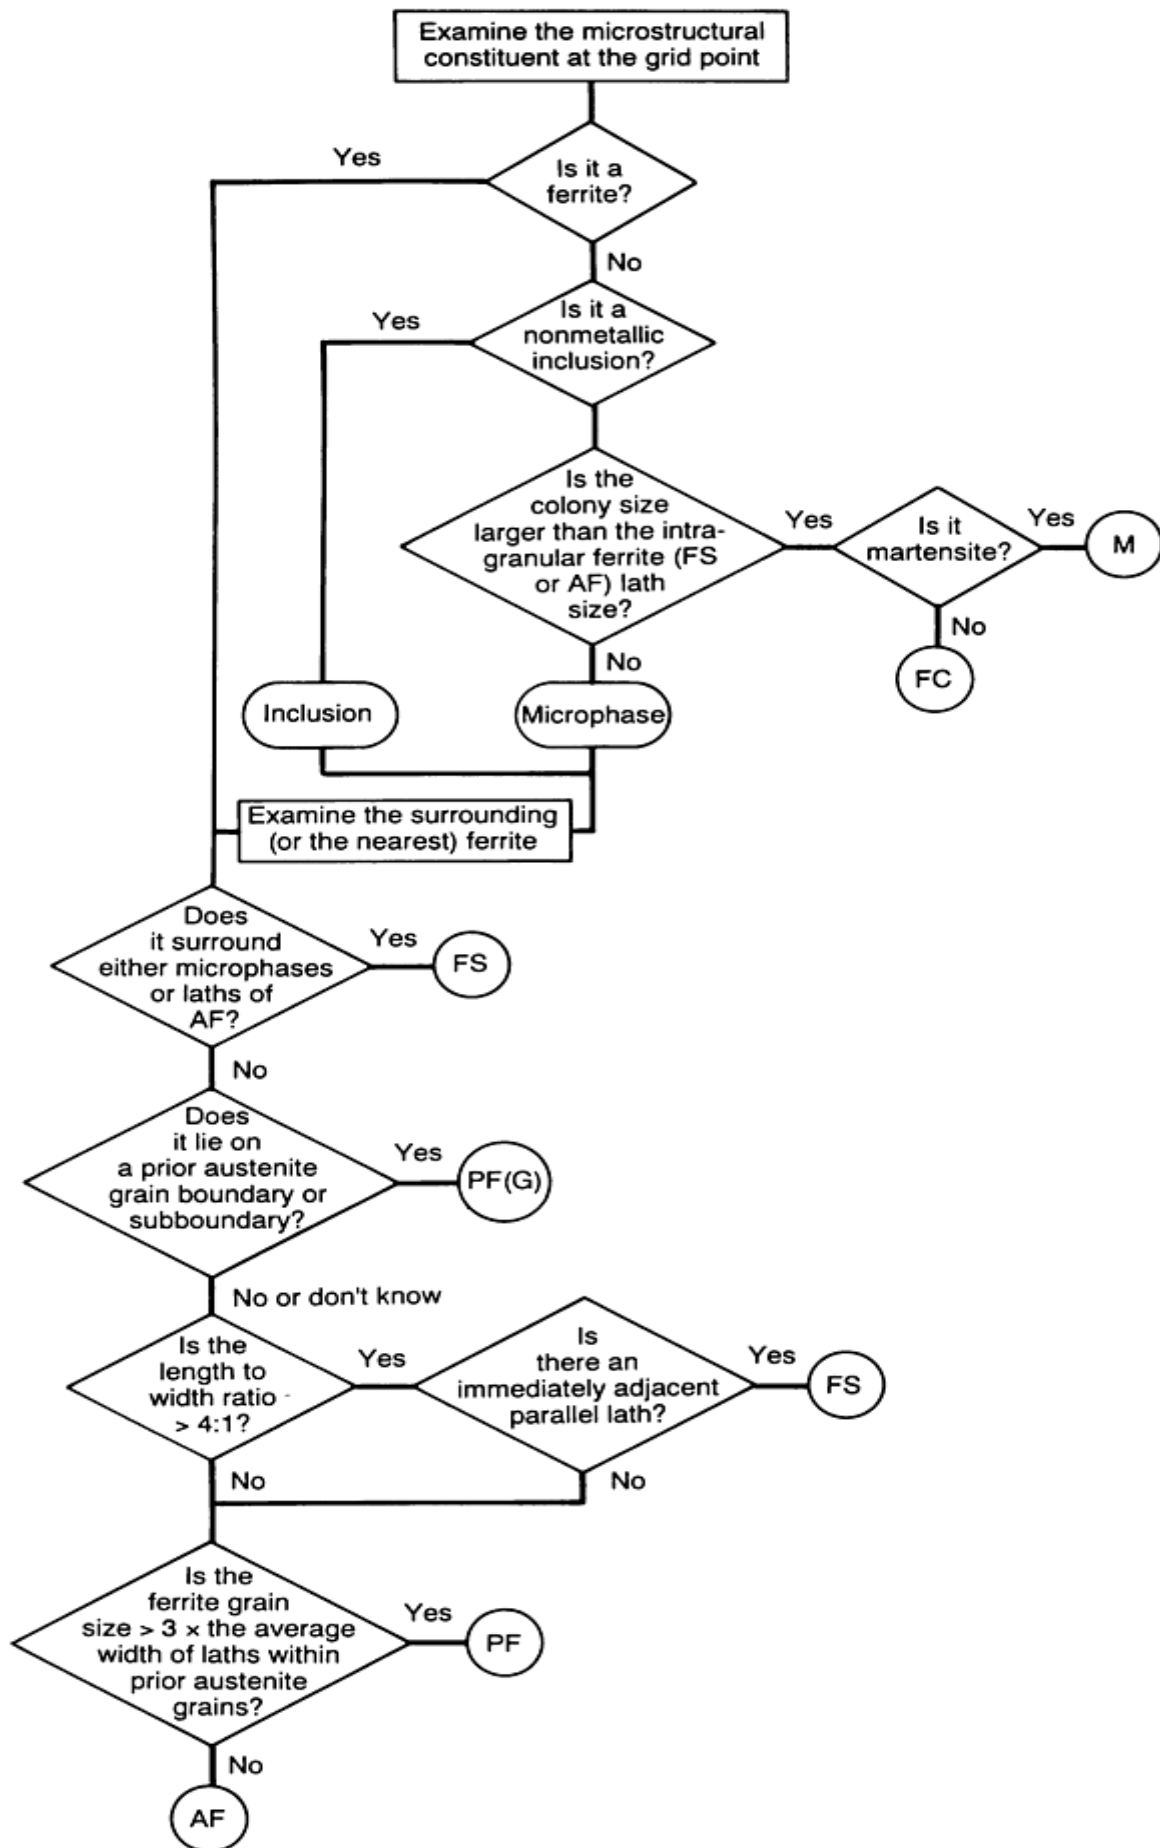 Examine the microstructural
constituent at the grid point
Yes
Is it a
ferrite?
No
Yes
Is it a
nonmetallic
inclusion?
Is the
colony size
larger than the intra-
granular ferrite (FS
or AF) lath
size?
Yes
Is it
martensite?
Yes
M
No
FC
No
Inclusion
Microphase
Examine the surrounding
(or the nearest) ferrite
Does
it surround
either microphases
or laths of
AF?
Yes
FS
No
Does
it lie on
a prior austenite
grain boundary or
subboundary?
Yes
PF(G)
No or don't know
Is the
length to
width ratio
> 4:1?
Yes
Is
there an
immediately adjacent
parallel lath?
Yes
FS
No
No
Is the
ferrite grain
size > 3 × the average
width of laths within
prior austenite
grains?
Yes
PF
No
AF